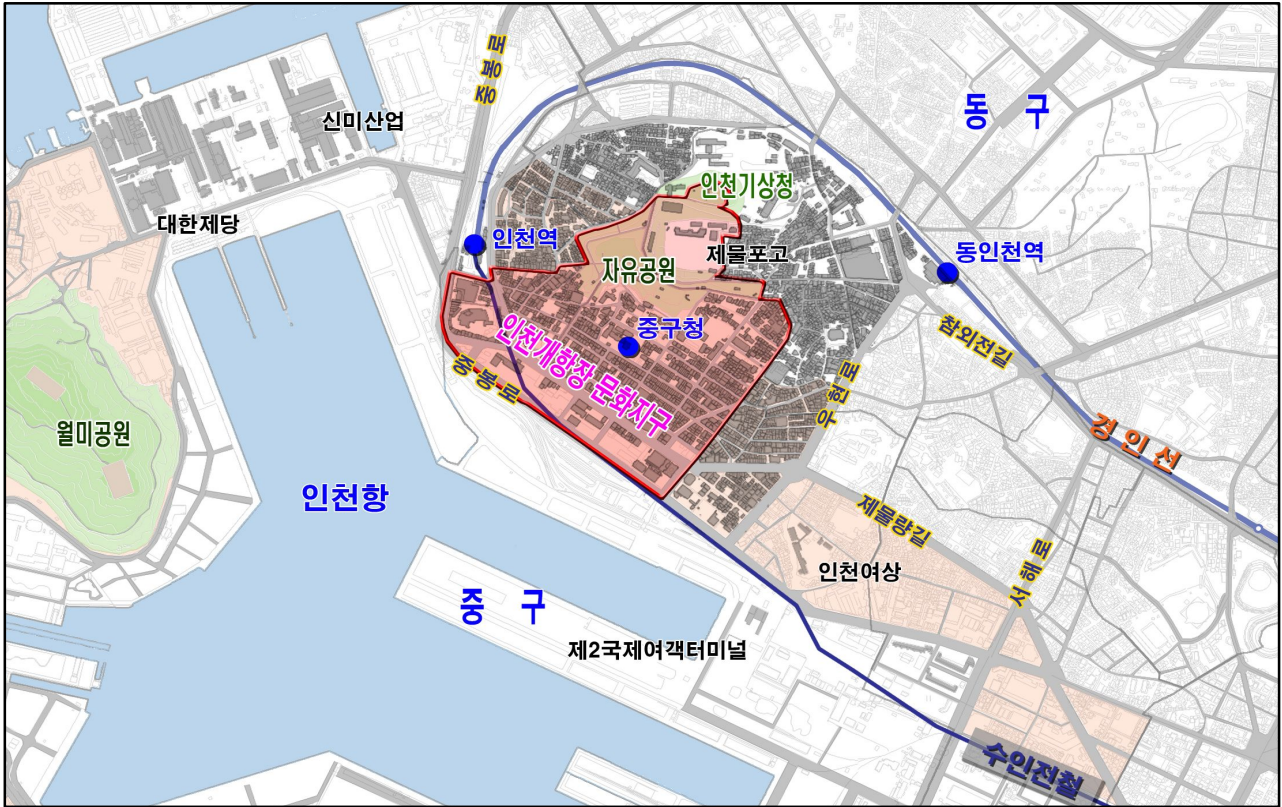 중봉로
동 구
신미산업
인천기상청
대한제당
인천역
제물포고
동인천역
자유공원
중구청
참외전길
인천개항장 문화지구
중봉로
우현로
경인선
월미공원
인천항
제물량길
서해로
인천여상
중 구
제2국제여객터미널
수인전철